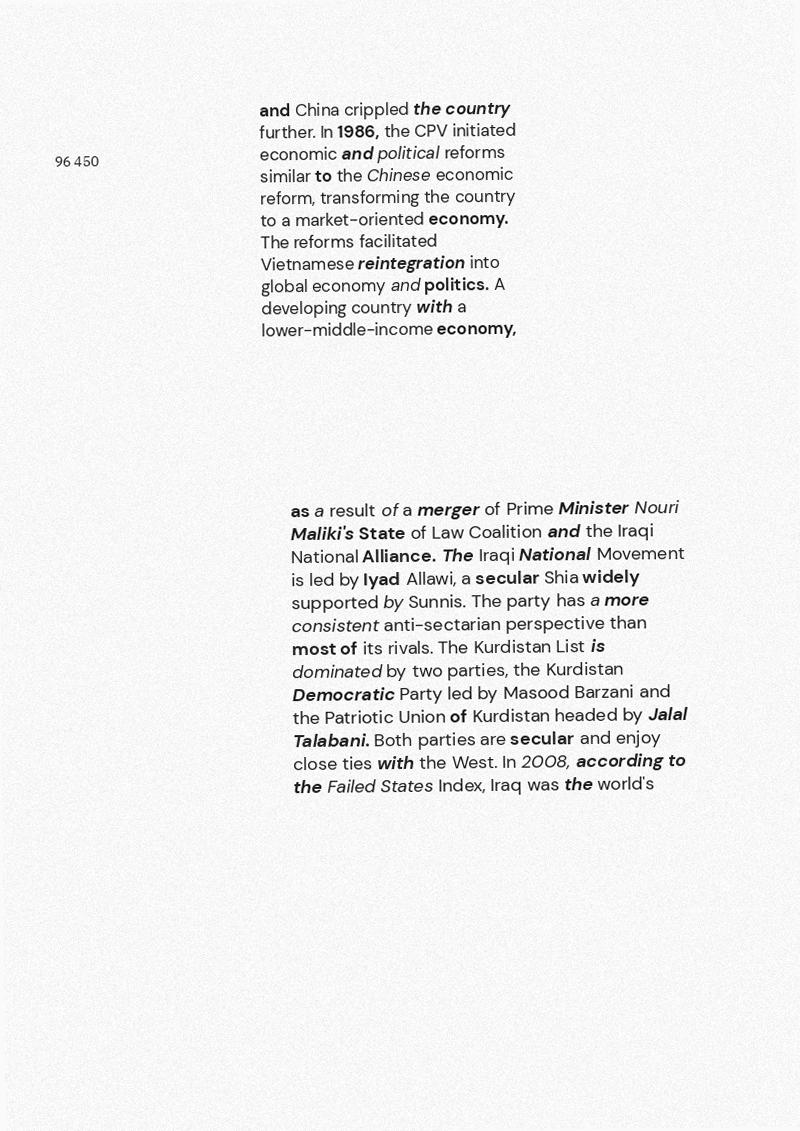 96 450
and China crippled the country
further. In 1986, the CPV initiated
economic and political reforms
similar to the Chinese economic
reform, transforming the country
to a market-oriented economy.
The reforms facilitated
Vietnamese reintegration into
global economy and politics. A
developing country with a
lower-middle-income economy,
as a result of a merger of Prime Minister Nouri
Maliki's State of Law Coalition and the Iraqi
National Alliance. The Iraqi National Movement
is led by Iyad Allawi, a secular Shia widely
supported by Sunnis. The party has a more
consistent anti-sectarian perspective than
most of its rivals. The Kurdistan List is
dominated by two parties, the Kurdistan
Democratic Party led by Masood Barzani and
the Patriotic Union of Kurdistan headed by Jalal
Talabani. Both parties are secular and enjoy
close ties with the West. In 2008, according to
the Failed States Index, Iraq was the world's